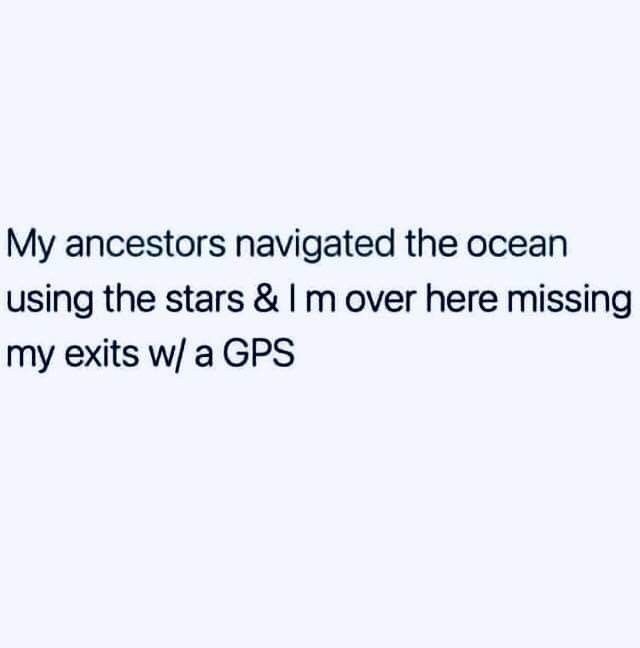 My ancestors navigated the ocean
using the stars & I m over here missing
my exits w/ a GPS